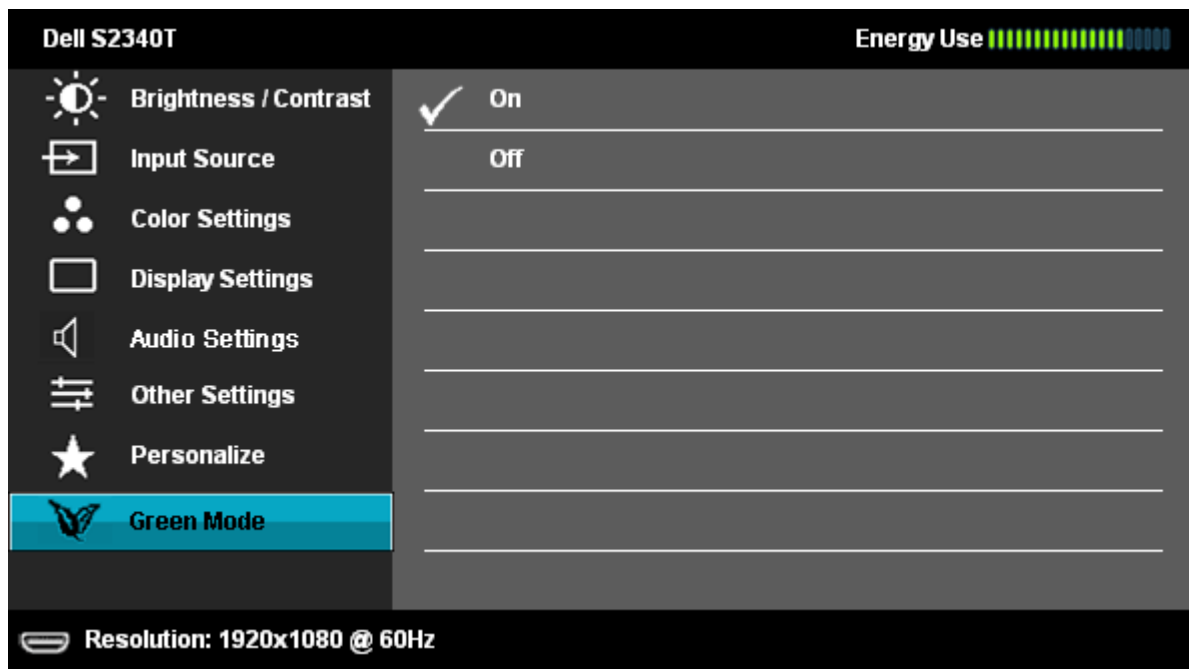 Dell S2340T
Energy Use
Brightness / Contrast
On
Input Source
Off
Color Settings
Display Settings
Audio Settings
Other Settings
Personalize
Green Mode
Resolution: 1920x1080 @ 60Hz